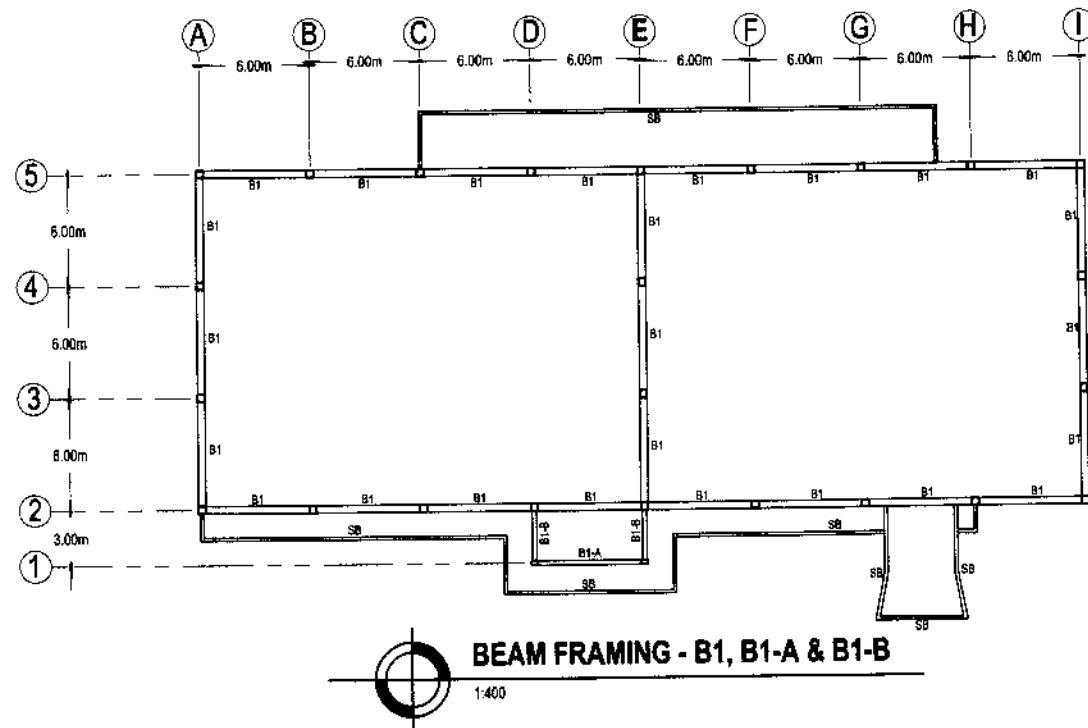 A B C D E F G H I
6.00m 6.00m 6.00m 6.00m 6.00m 6.00m 6.00m 6.00m
SB
5
B1 B1 B1 B1 B1 B1 B1 B1
B1 B1 B1
6.00m
4
B1 B1 B1
6.00m
3
B1 B1 B1
6.00m
B1 B1 B1 B1 B1 B1 B1 B1
2
SB B1-B B1-B SB
3.00m
B1-A
1
SB SB SB
SB
BEAM FRAMING - B1, B1-A & B1-B
1:400